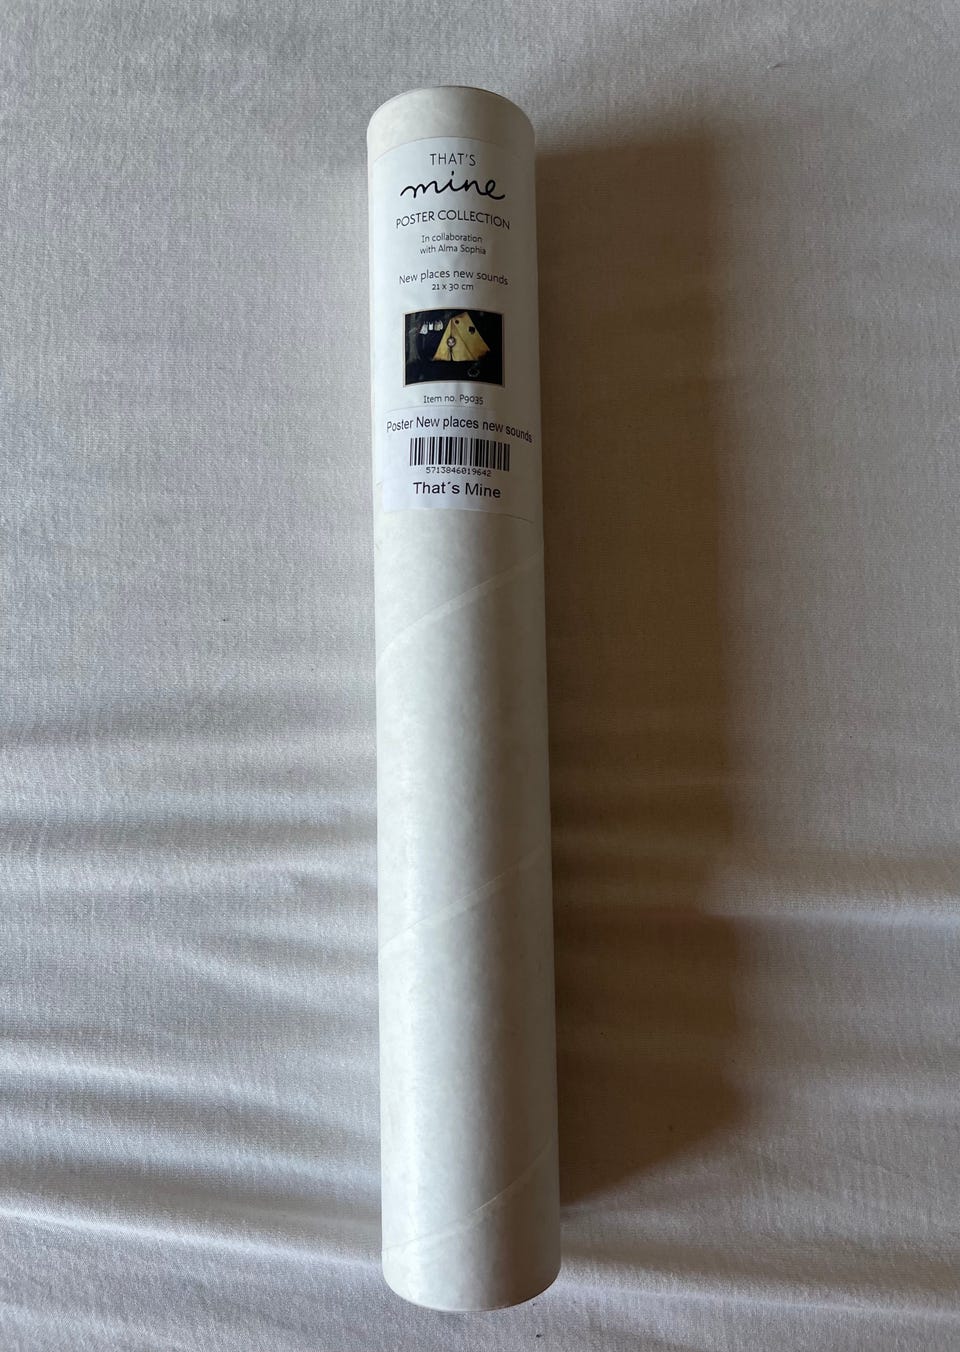 THAT'S
mine
POSTER COLLECTION
In collaboration
with Alma Sophia
New places new sounds
21 x 30 cm
Item no. P9035
Poster New places new sounds
5713846019642
That´s Mine